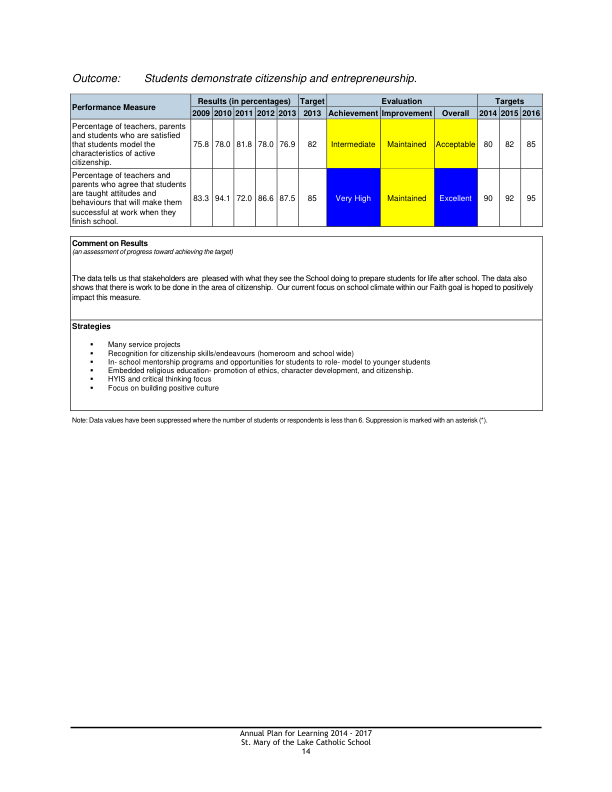 Outcome: Students demonstrate citizenship and entrepreneurship.
Performance Measure Results (in percentages) Target Evaluation Targets
2009 2010 2011 2012 2013 2013 Achievement Improvement Overall 2014 2015 2016
Percentage of teachers, parents
and students who are satisfied
that students model the
characteristics of active
citizenship.
75.8 78.0 81.8 78.0 76.9 82 Intermediate Maintained Acceptable 80 82 85
Percentage of teachers and
parents who agree that students
are taught attitudes and
behaviours that will make them
successful at work when they
finish school.
83.3 94.1 72.0 86.6 87.5 85 Very High Maintained Excellent 90 92 95
Comment on Results
(an assessment of progress toward achieving the target)
The data tells us that stakeholders are pleased with what they see the School doing to prepare students for life after school. The data also
shows that there is work to be done in the area of citizenship. Our current focus on school climate within our Faith goal is hoped to positively
impact this measure.
Strategies
• Many service projects
• Recognition for citizenship skills/endeavours (homeroom and school wide)
• In- school mentorship programs and opportunities for students to role- model to younger students
• Embedded religious education- promotion of ethics, character development, and citizenship.
• HYIS and critical thinking focus
• Focus on building positive culture
Note: Data values have been suppressed where the number of students or respondents is less than 6. Suppression is marked with an asterisk (*).
Annual Plan for Learning 2014 - 2017
St. Mary of the Lake Catholic School
14